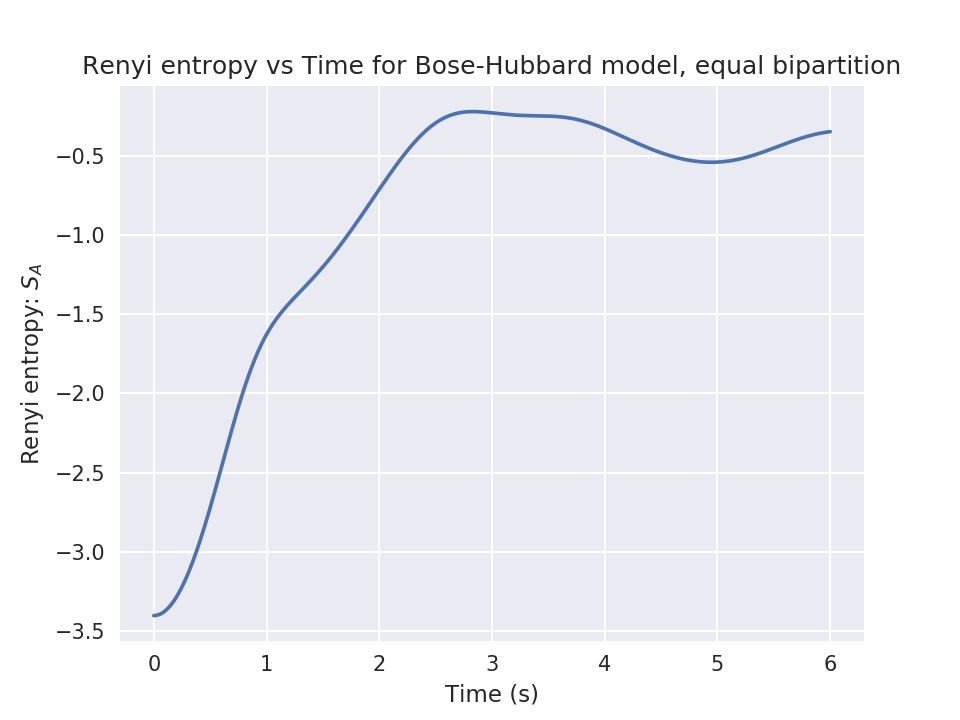 Renyi entropy vs Time for Bose-Hubbard model, equal bipartition
Renyi entropy: S_A
−0.5
−1.0
−1.5
−2.0
−2.5
−3.0
−3.5
0 1 2 3 4 5 6
Time (s)